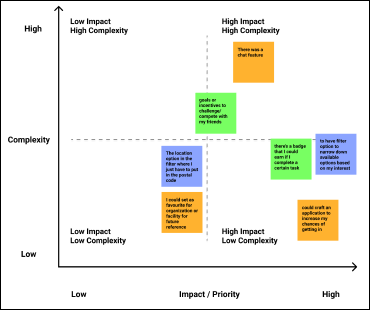 High
Low Impact
High Complexity
High Impact
High Complexity
There was a
chat feature
goals or
incentives to
challenge/
compete with
my friends
Complexity
The location
option in the
filter where I
just have to put
in the postal
code
there's a badge
that I could
earn if I
complete a
certain task
to have filter
option to
narrow down
available
options based
on my interest
I could set as
favourite for
organization or
facility for
future
reference
could craft an
application to
increase my
chances of
getting in
Low Impact
Low Complexity
High Impact
Low Complexity
Low
Low
Impact / Priority
High